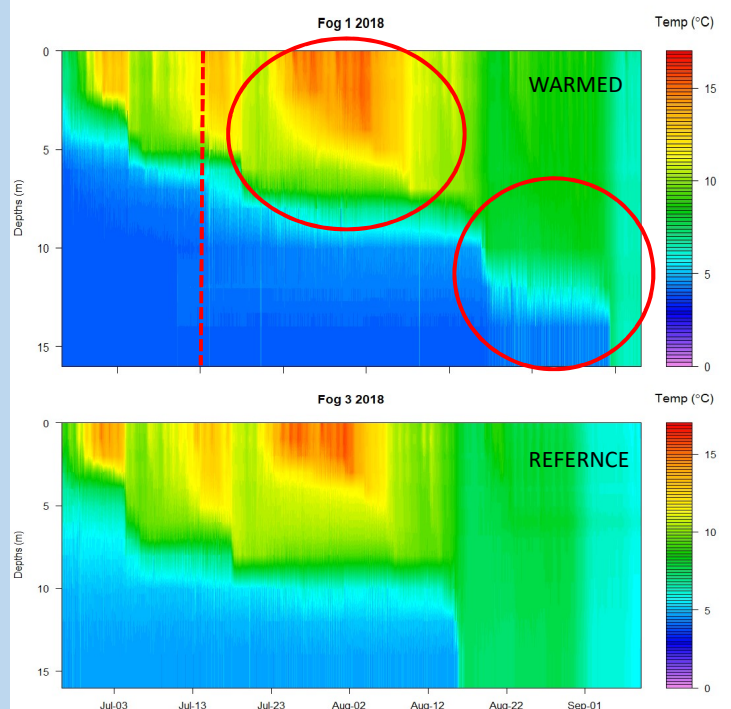 Fog 1 2018
Temp (°C)
WARMED
0
5
10
15
Depths (m)
15
10
5
0
Fog 3 2018
Temp (°C)
REFERNCE
0
5
10
15
Depths (m)
15
10
5
0
Jul-03 Jul-13 Jul-23 Aug-02 Aug-12 Aug-22 Sep-01